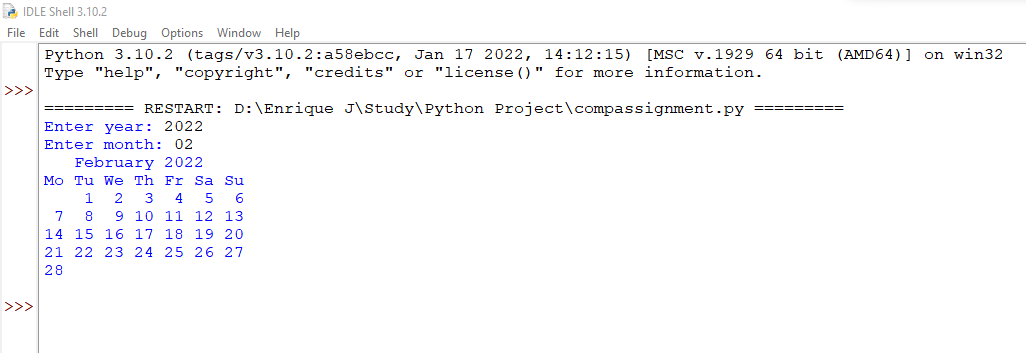 IDLE Shell 3.10.2
File Edit Shell Debug Options Window Help
Python 3.10.2 (tags/v3.10.2:a58ebcc, Jan 17 2022, 14:12:15) [MSC v.1929 64 bit (AMD64)] on win32
Type "help", "copyright", "credits" or "license()" for more information.
>>>
========= RESTART: D:\Enrique J\Study\Python Project\compassignment.py =========
Enter year: 2022
Enter month: 02
   February 2022
Mo Tu We Th Fr Sa Su
    1  2  3  4  5  6
 7  8  9 10 11 12 13
14 15 16 17 18 19 20
21 22 23 24 25 26 27
28
>>>